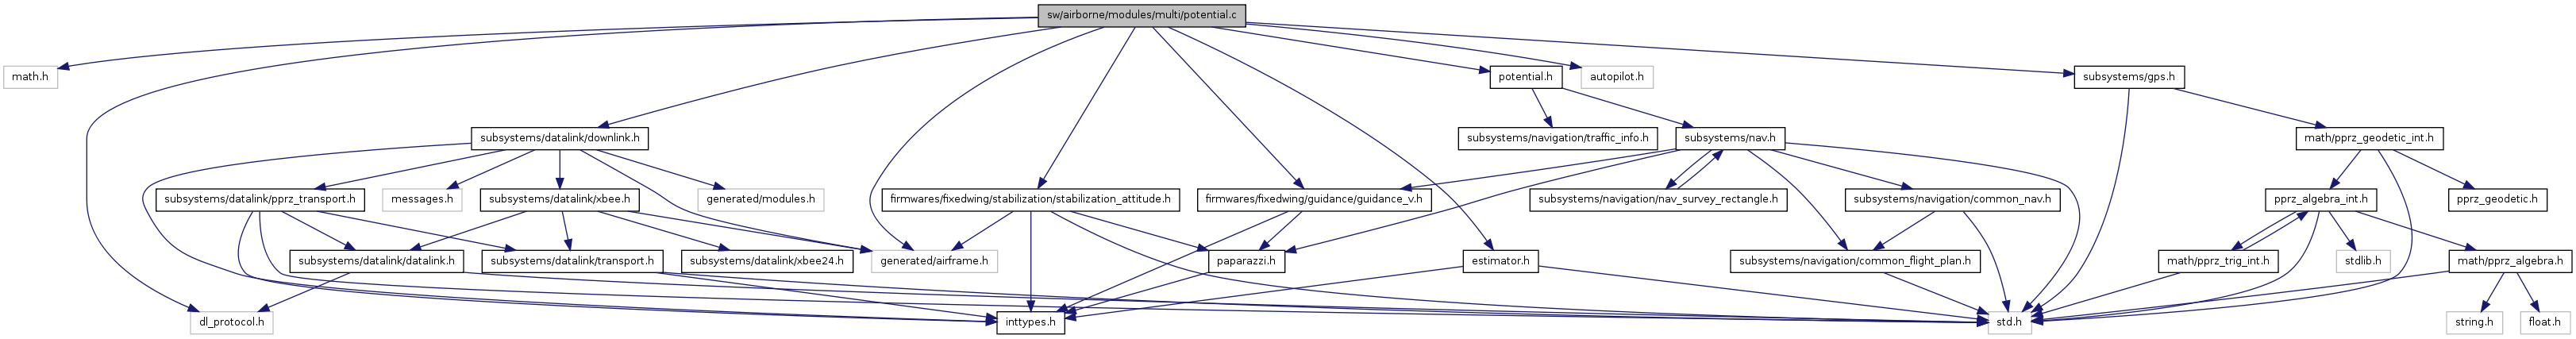 sw/airborne/modules/multi/potential.c
math.h
potential.h
autopilot.h
subsystems/gps.h
subsystems/datalink/downlink.h
subsystems/navigation/traffic_info.h
subsystems/nav.h
math/pprz_geodetic_int.h
subsystems/datalink/pprz_transport.h
messages.h
subsystems/datalink/xbee.h
generated/modules.h
firmwares/fixedwing/stabilization/stabilization_attitude.h
firmwares/fixedwing/guidance/guidance_v.h
subsystems/navigation/nav_survey_rectangle.h
subsystems/navigation/common_nav.h
pprz_algebra_int.h
pprz_geodetic.h
subsystems/datalink/datalink.h
subsystems/datalink/transport.h
subsystems/datalink/xbee24.h
generated/airframe.h
paparazzi.h
estimator.h
subsystems/navigation/common_flight_plan.h
math/pprz_trig_int.h
stdlib.h
math/pprz_algebra.h
dl_protocol.h
inttypes.h
std.h
string.h
float.h